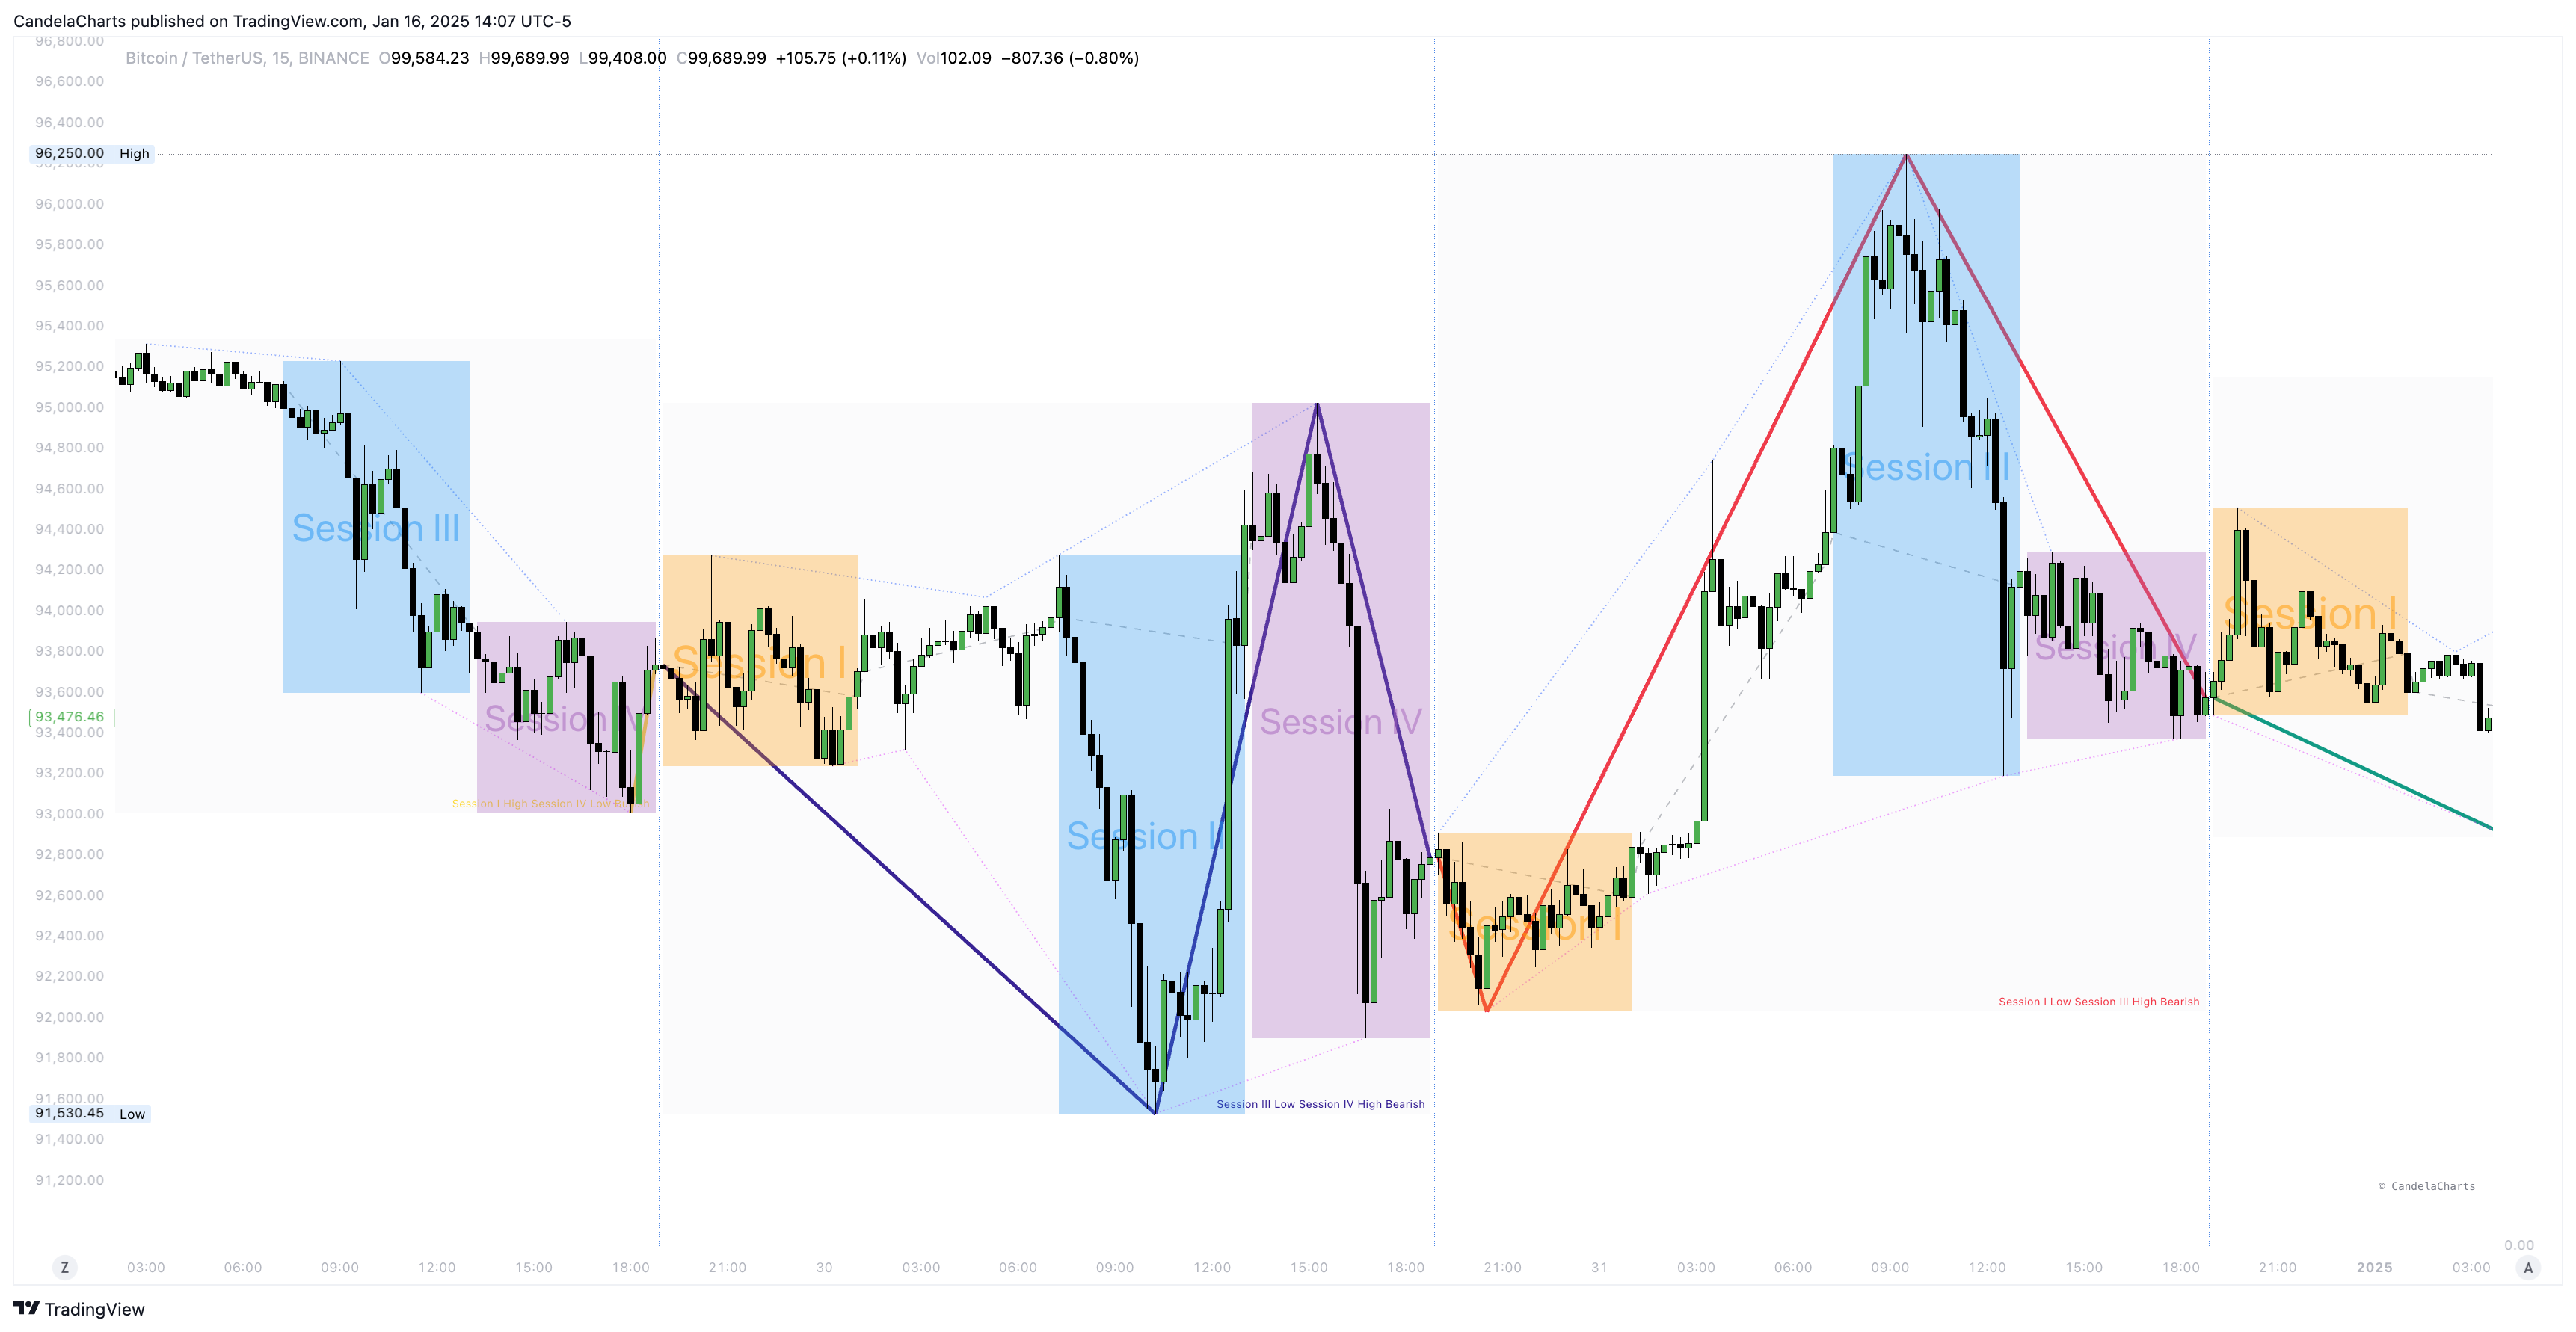 CandelaCharts published on TradingView.com, Jan 16, 2025 14:07 UTC-5
96,800.00
Bitcoin / TetherUS, 15, BINANCE O99,584.23 H99,689.99 L99,408.00 C99,689.99 +105.75 (+0.11%) Vol102.09 −807.36 (−0.80%)
96,600.00
96,400.00
96,250.00 High
96,200.00
96,000.00
95,800.00
95,600.00
95,400.00
95,200.00
95,000.00
94,800.00
94,600.00
94,400.00
94,200.00
94,000.00
93,800.00
93,600.00
93,476.46
93,400.00
93,200.00
93,000.00
92,800.00
92,600.00
92,400.00
92,200.00
92,000.00
91,800.00
91,600.00
91,530.45 Low
91,400.00
91,200.00
Session III
Session IV
Session I High Session IV Low Bullish
Session I
Session III
Session IV
Session III Low Session IV High Bearish
Session I
Session III
Session IV
Session I Low Session III High Bearish
Session I
© CandelaCharts
0.00
Z 03:00 06:00 09:00 12:00 15:00 18:00 21:00 30 03:00 06:00 09:00 12:00 15:00 18:00 21:00 31 03:00 06:00 09:00 12:00 15:00 18:00 21:00 2025 03:00 A
TradingView